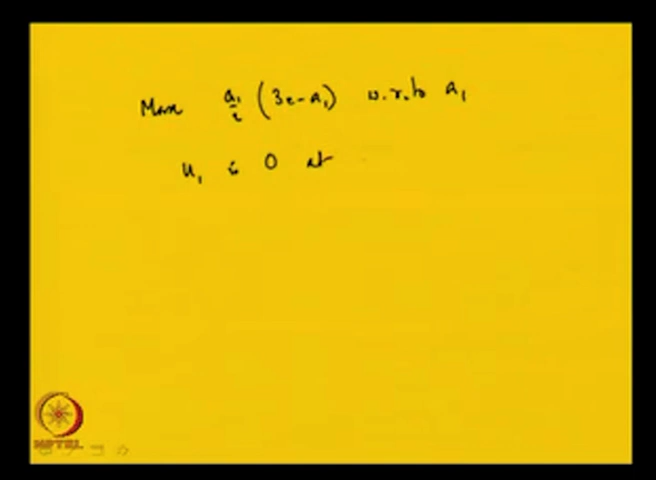 Max a₁/2 (3c-a₁) w.r.to a₁
u₁ is 0 at
NPTEL